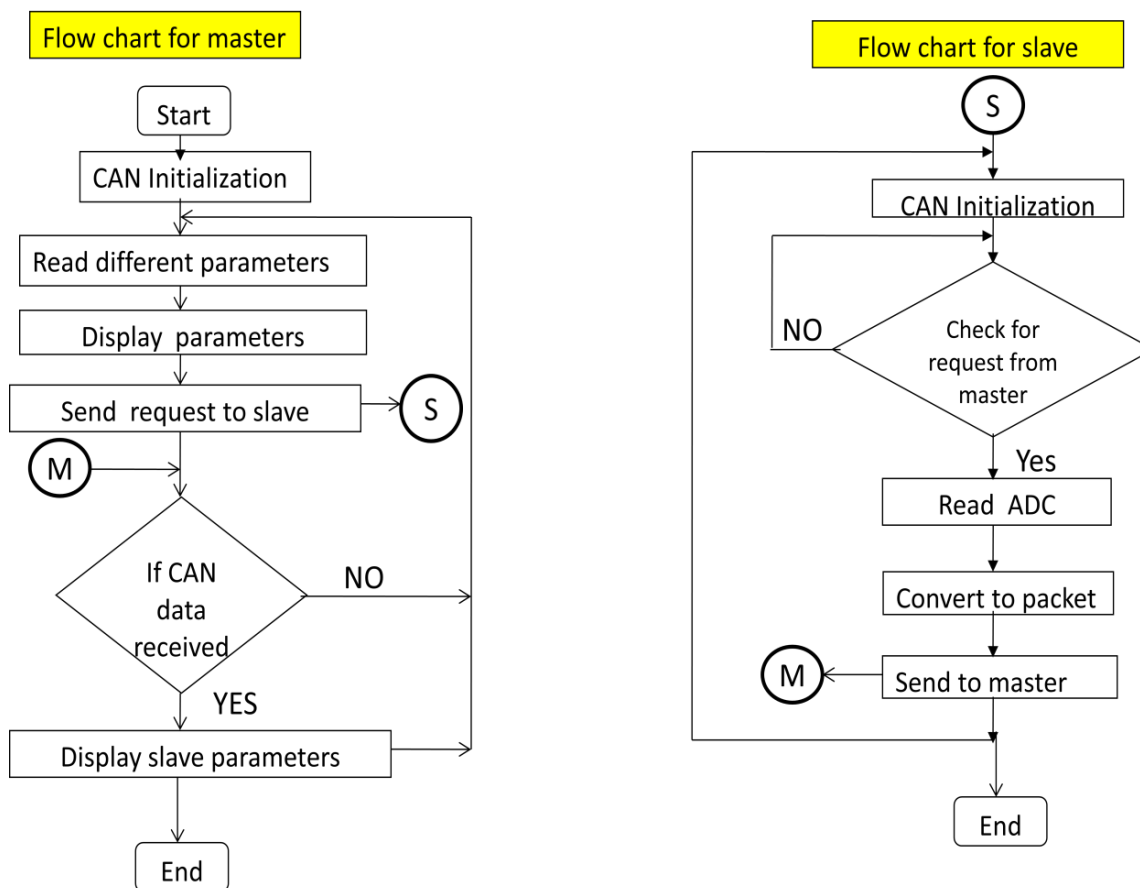 Flow chart for master
Start
CAN Initialization
Read different parameters
Display parameters
Send request to slave
S
M
If CAN
data
received
NO
YES
Display slave parameters
End
Flow chart for slave
S
CAN Initialization
NO
Check for
request from
master
Yes
Read ADC
Convert to packet
M
Send to master
End